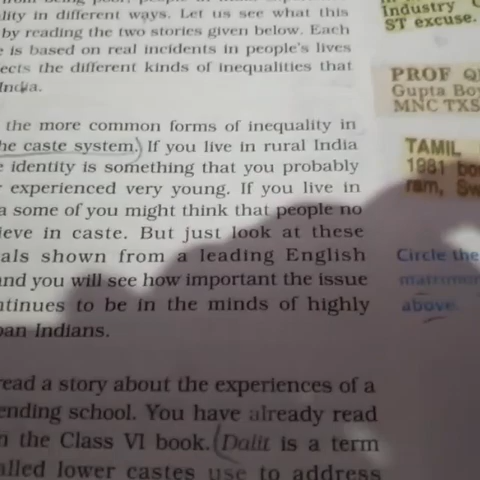 ality in different ways. Let us see what this
by reading the two stories given below. Each
e is based on real incidents in people's lives
ects the different kinds of inequalities that
India.
the more common forms of inequality in
he caste system. If you live in rural India
e identity is something that you probably
r experienced very young. If you live in
a some of you might think that people no
ieve in caste. But just look at these
als shown from a leading English
and you will see how important the issue
ntinues to be in the minds of highly
ban Indians.
read a story about the experiences of a
ending school. You have already read
n the Class VI book. Dalit is a term
alled lower castes use to address
Industry
ST excuse.
PROF
Gupta
MNC TXS
TAMIL
1981
ram,
Circle the
above.